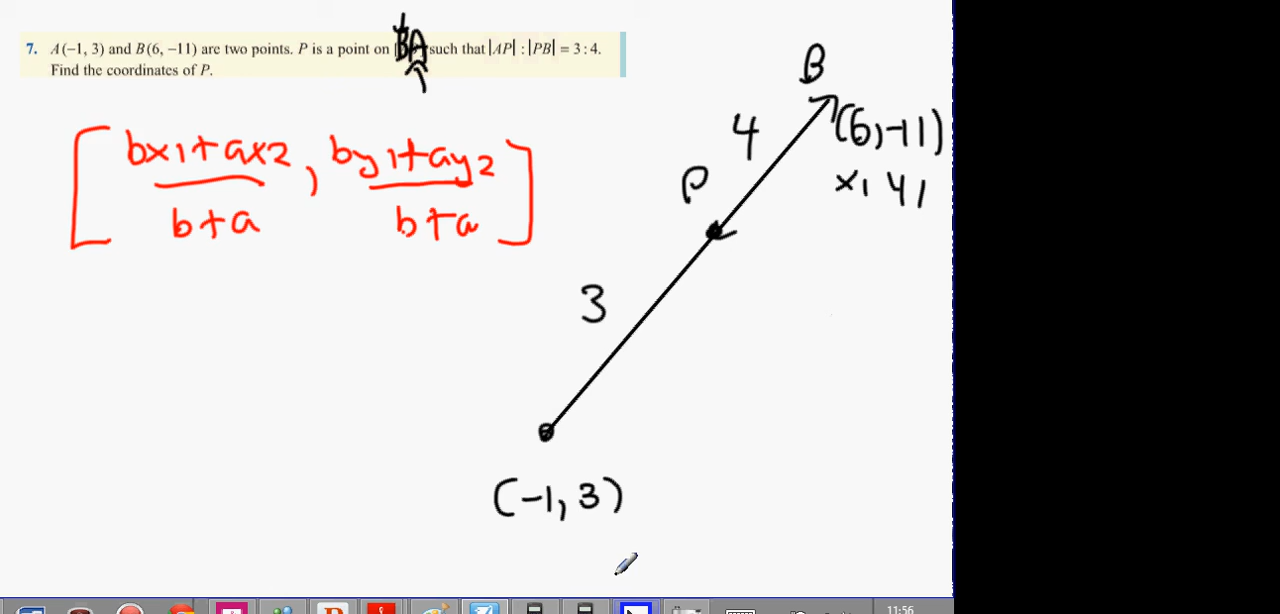 7. A(−1, 3) and B(6, −11) are two points. P is a point on BA such that |AP| : |PB| = 3 : 4.
Find the coordinates of P.
B
4
(6, -11)
x1 y1
[bx1+ax2 / b+a, by1+ay2 / b+a]
P
3
(-1, 3)
11:56